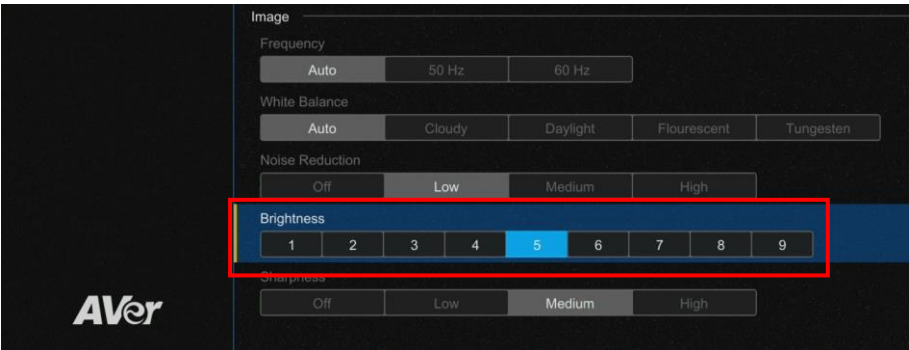 Image
Frequency
Auto 50 Hz 60 Hz
White Balance
Auto Cloudy Daylight Flourescent Tungesten
Noise Reduction
Off Low Medium High
Brightness
1 2 3 4 5 6 7 8 9
Sharpness
Off Low Medium High
AVer